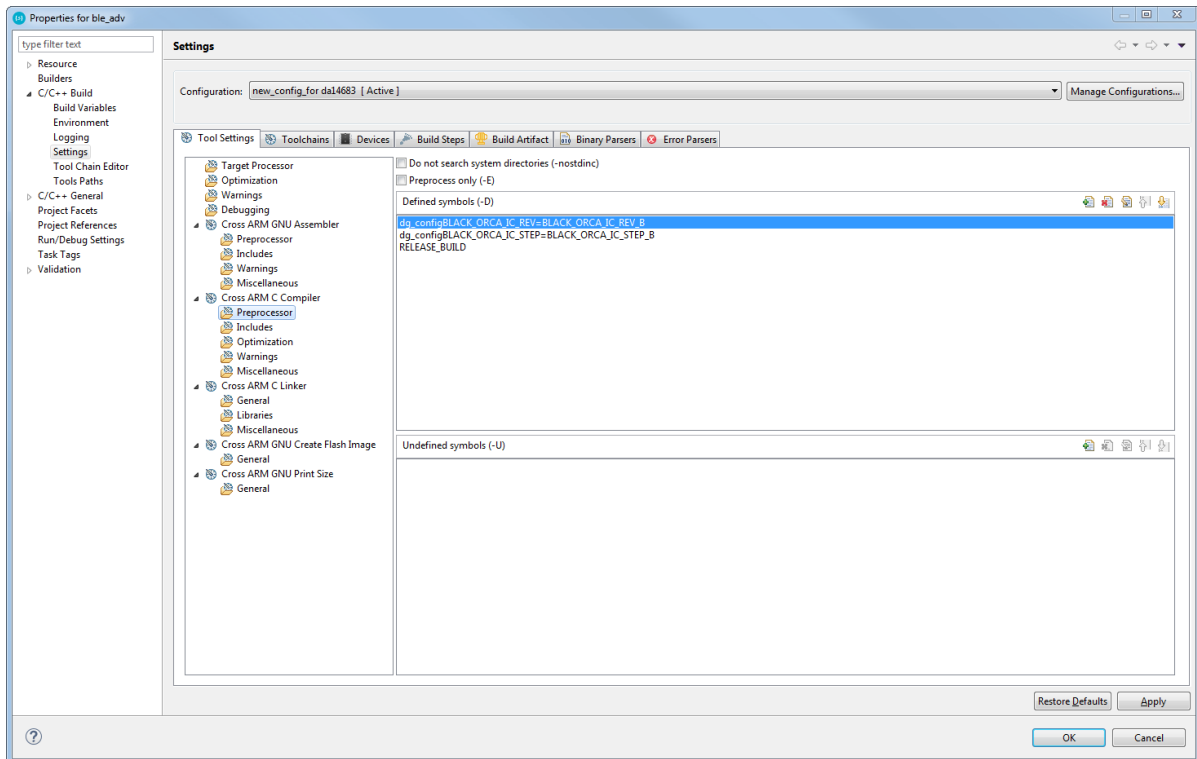 Properties for ble_adv
type filter text
Resource
Builders
C/C++ Build
Build Variables
Environment
Logging
Settings
Tool Chain Editor
Tools Paths
C/C++ General
Project Facets
Project References
Run/Debug Settings
Task Tags
Validation
Settings
Configuration: new_config_for da14683 [ Active ] Manage Configurations...
Tool Settings Toolchains Devices Build Steps Build Artifact Binary Parsers Error Parsers
Target Processor
Optimization
Warnings
Debugging
Cross ARM GNU Assembler
Preprocessor
Includes
Warnings
Miscellaneous
Cross ARM C Compiler
Preprocessor
Includes
Optimization
Warnings
Miscellaneous
Cross ARM C Linker
General
Libraries
Miscellaneous
Cross ARM GNU Create Flash Image
General
Cross ARM GNU Print Size
General
Do not search system directories (-nostdinc)
Preprocess only (-E)
Defined symbols (-D)
dg_configBLACK_ORCA_IC_REV=BLACK_ORCA_IC_REV_B
dg_configBLACK_ORCA_IC_STEP=BLACK_ORCA_IC_STEP_B
RELEASE_BUILD
Undefined symbols (-U)
Restore Defaults Apply
? OK Cancel